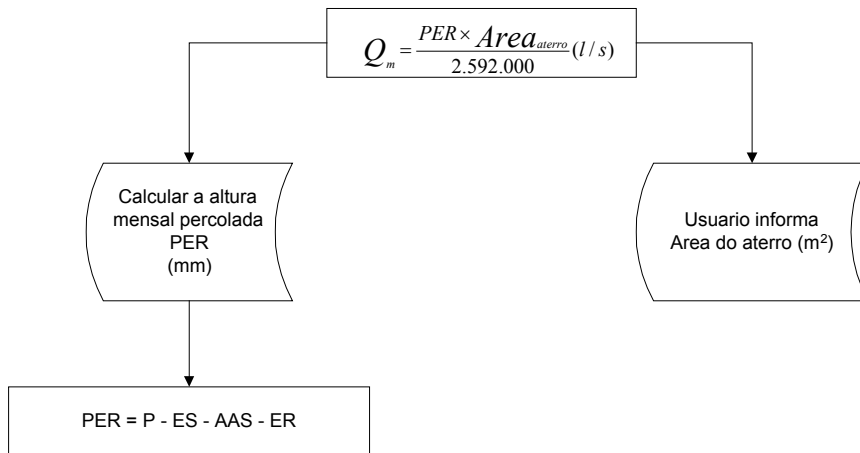 Q_m = PER × Area_aterro / 2.592.000 (l / s)
Calcular a altura
mensal percolada
PER
(mm)
Usuario informa
Area do aterro (m²)
PER = P - ES - AAS - ER